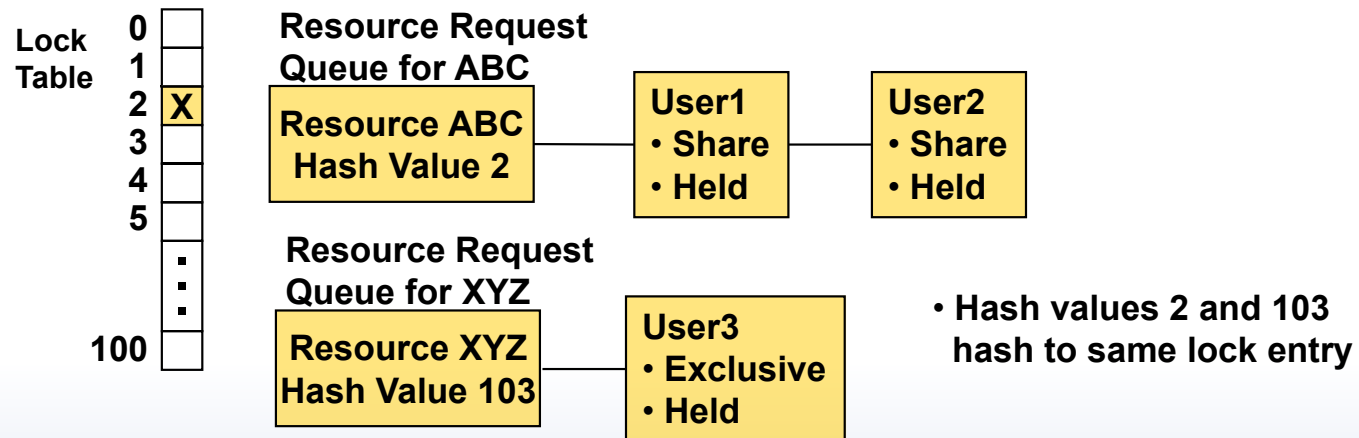 Lock
Table
0
1
2 X
3
4
5
100
Resource Request
Queue for ABC
Resource ABC
Hash Value 2
User1
• Share
• Held
User2
• Share
• Held
Resource Request
Queue for XYZ
Resource XYZ
Hash Value 103
User3
• Exclusive
• Held
• Hash values 2 and 103
hash to same lock entry